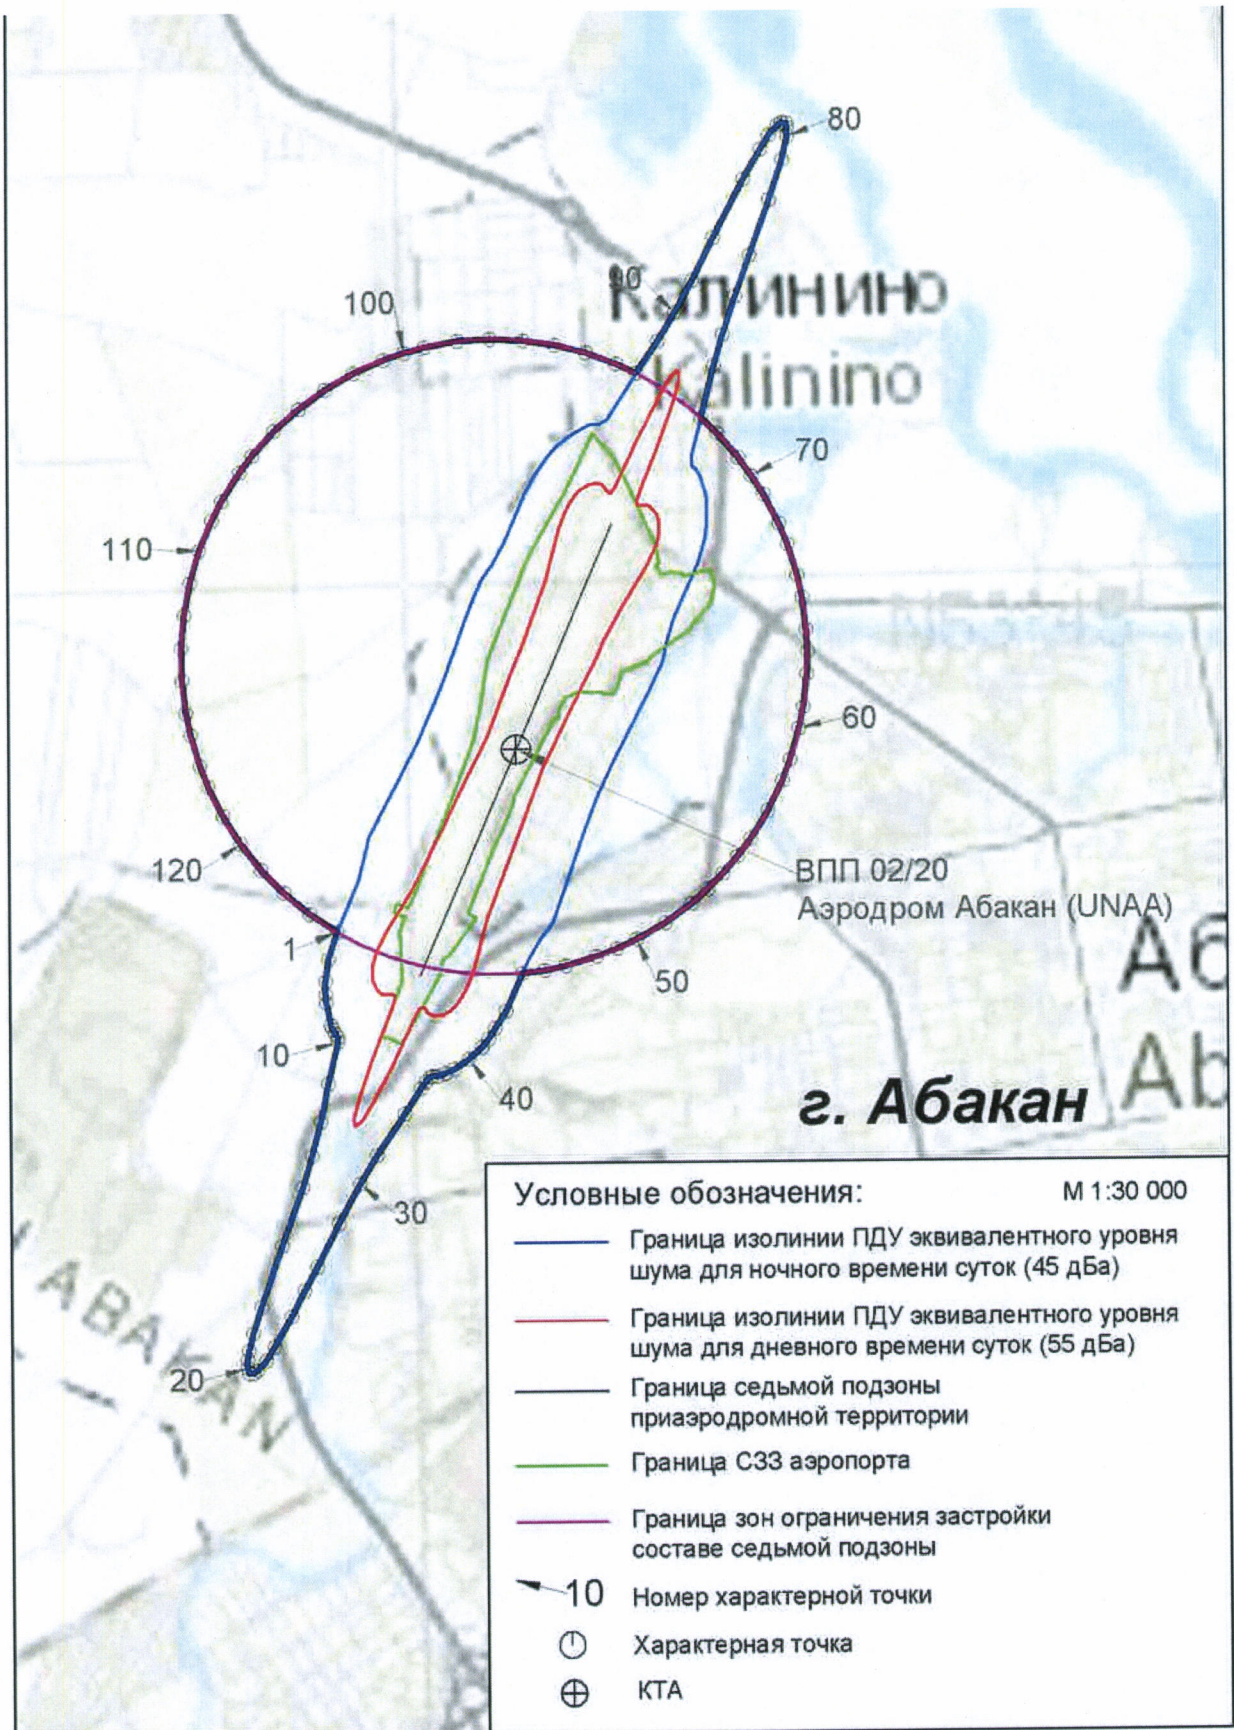 80
90
Калинино
100
Kalinino
70
110
60
120
ВПП 02/20
Аэродром Абакан (UNAA)
1
50
Аб
10
40
г. Абакан
Ab
30
ABAKAN
20
Условные обозначения:
М 1:30 000
Граница изолинии ПДУ эквивалентного уровня
шума для ночного времени суток (45 дБа)
Граница изолинии ПДУ эквивалентного уровня
шума для дневного времени суток (55 дБа)
Граница седьмой подзоны
приаэродромной территории
Граница СЗЗ аэропорта
Граница зон ограничения застройки
составе седьмой подзоны
10
Номер характерной точки
Характерная точка
КТА